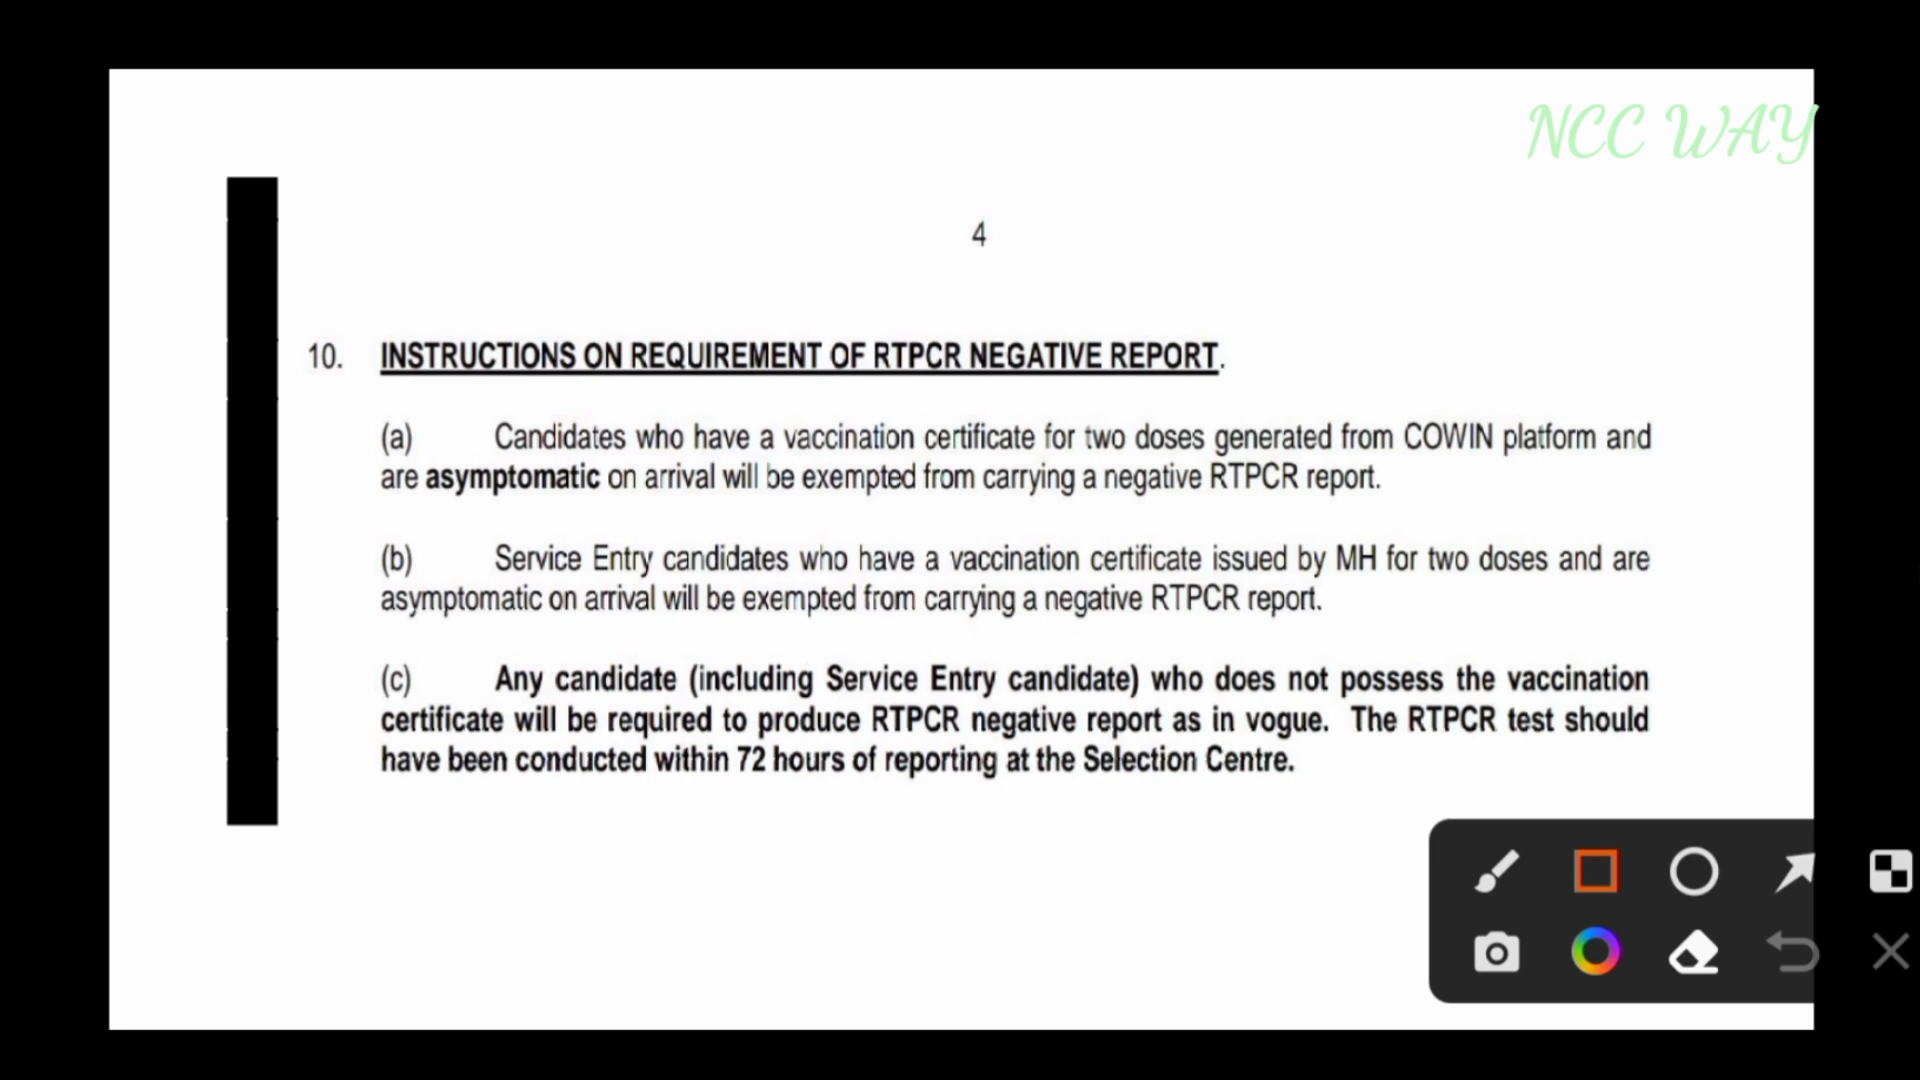 NCC WAY
4
10. INSTRUCTIONS ON REQUIREMENT OF RTPCR NEGATIVE REPORT.
(a) Candidates who have a vaccination certificate for two doses generated from COWIN platform and
are asymptomatic on arrival will be exempted from carrying a negative RTPCR report.
(b) Service Entry candidates who have a vaccination certificate issued by MH for two doses and are
asymptomatic on arrival will be exempted from carrying a negative RTPCR report.
(c) Any candidate (including Service Entry candidate) who does not possess the vaccination
certificate will be required to produce RTPCR negative report as in vogue. The RTPCR test should
have been conducted within 72 hours of reporting at the Selection Centre.